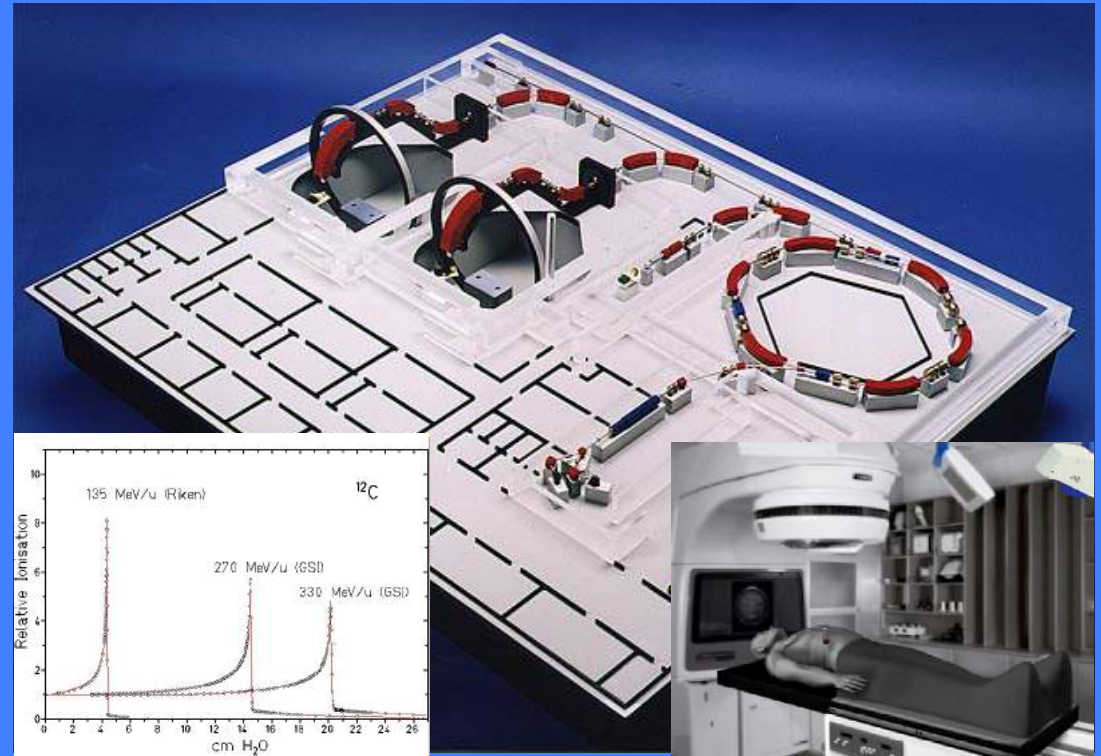 10
135 MeV/u (Riken)
¹²C
8
270 MeV/u (GSI)
6
330 MeV/u (GSI)
4
2
0
0 2 4 6 8 10 12 14 16 18 20 22 24 26
cm H₂O
Relative Ionisation